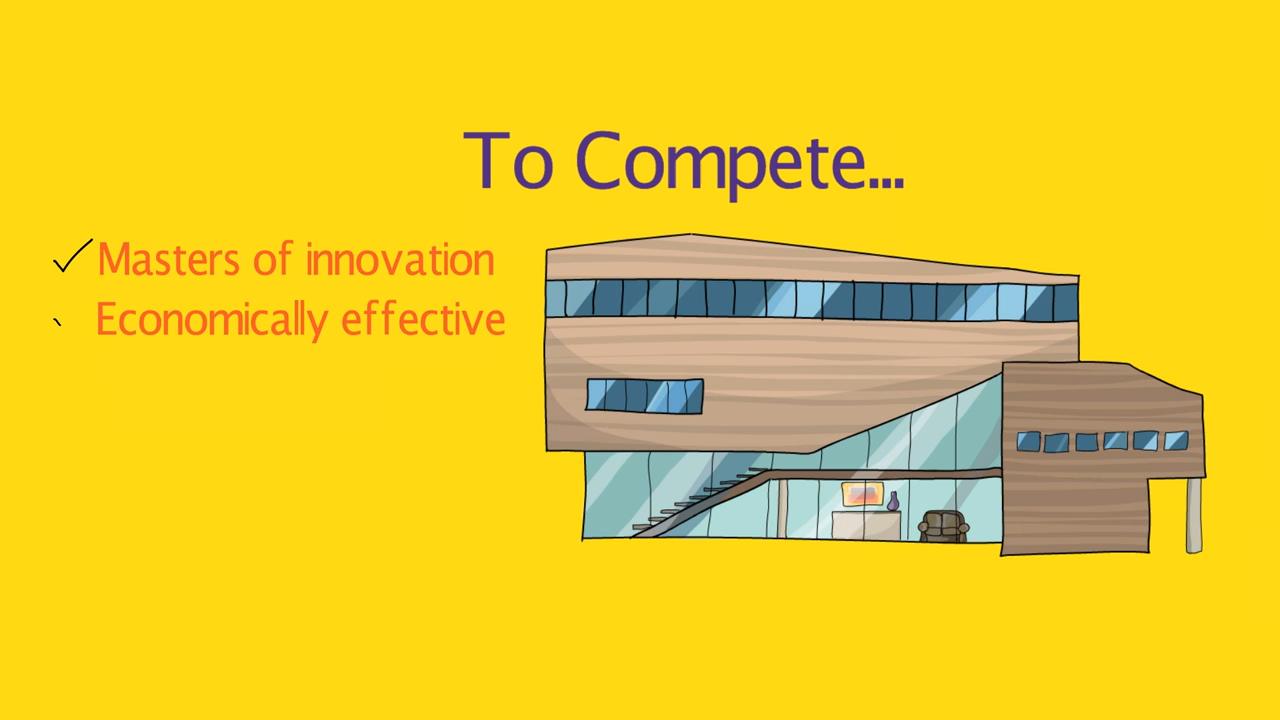 To Compete...
Masters of innovation
Economically effective